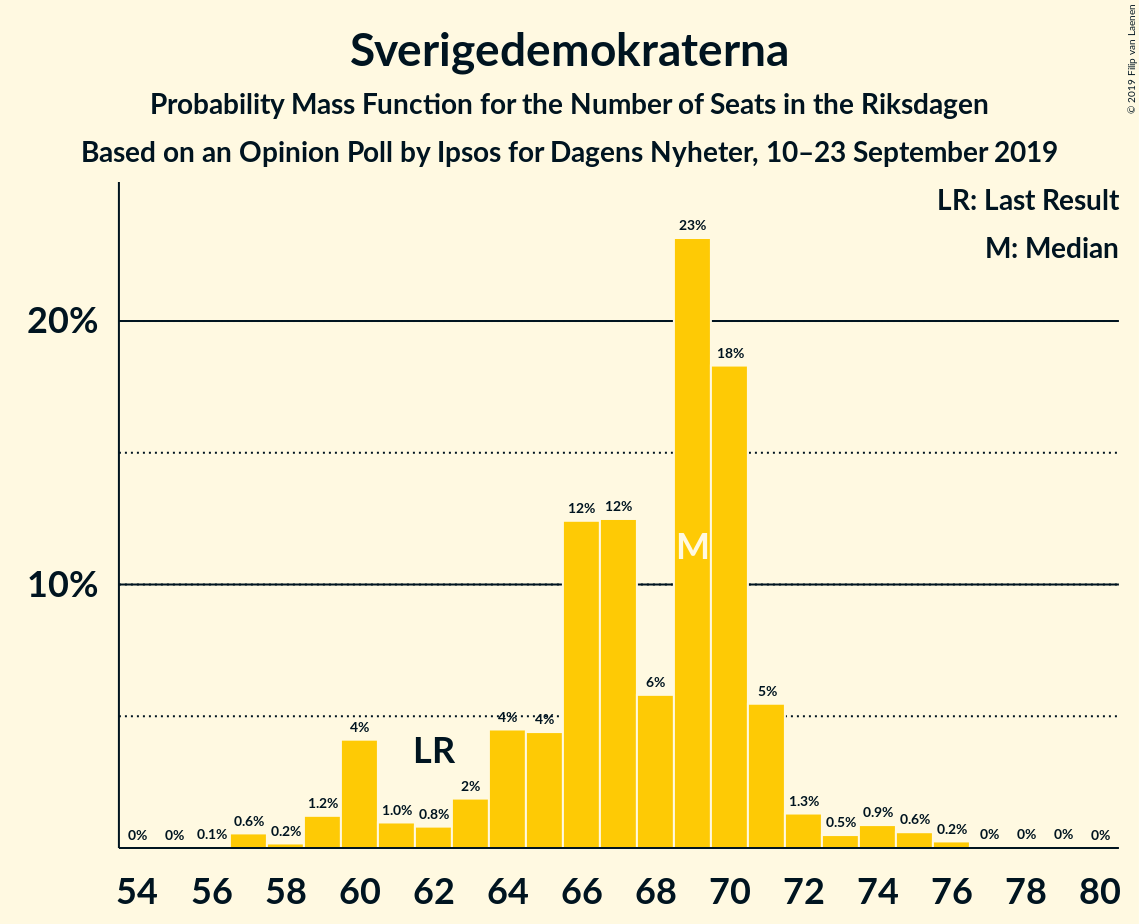 Sverigedemokraterna
Probability Mass Function for the Number of Seats in the Riksdagen
Based on an Opinion Poll by Ipsos for Dagens Nyheter, 10–23 September 2019
© 2019 Filip van Laenen
LR: Last Result
M: Median
20%
10%
0% 0% 0.1% 0.6% 0.2% 1.2% 4% 1.0% 0.8% 2% 4% 4% 12% 12% 6% 23% 18% 5% 1.3% 0.5% 0.9% 0.6% 0.2% 0% 0% 0% 0%
LR
M
54 56 58 60 62 64 66 68 70 72 74 76 78 80